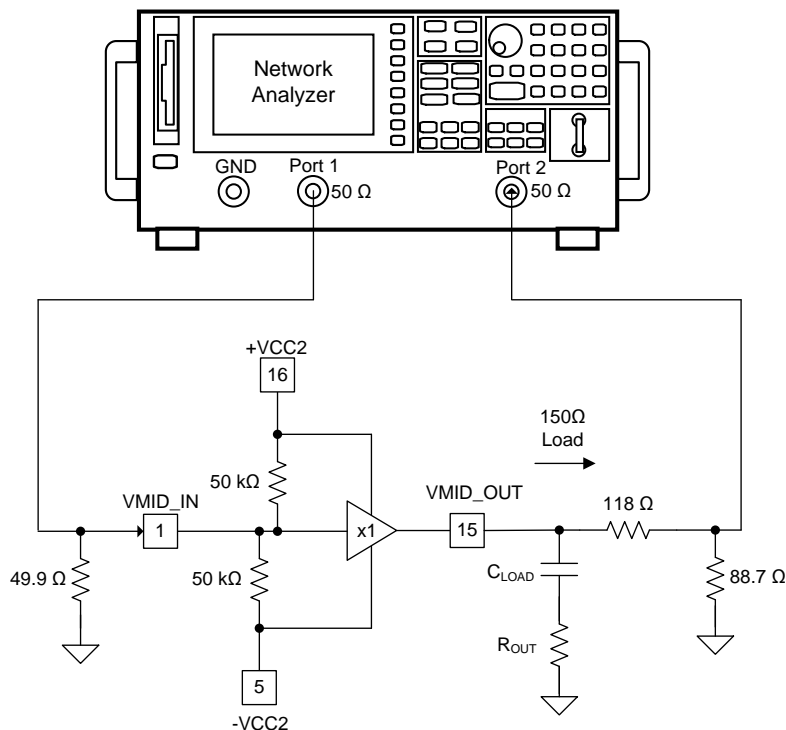 Network
Analyzer
GND
Port 1
50 Ω
Port 2
50 Ω
+VCC2
16
150Ω
Load
50 kΩ
VMID_IN
VMID_OUT
118 Ω
1
x1
15
49.9 Ω
50 kΩ
CLOAD
88.7 Ω
ROUT
5
-VCC2